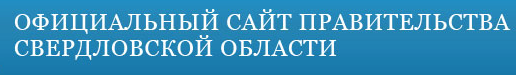 ОФИЦИАЛЬНЫЙ САЙТ ПРАВИТЕЛЬСТВА
СВЕРДЛОВСКОЙ ОБЛАСТИ